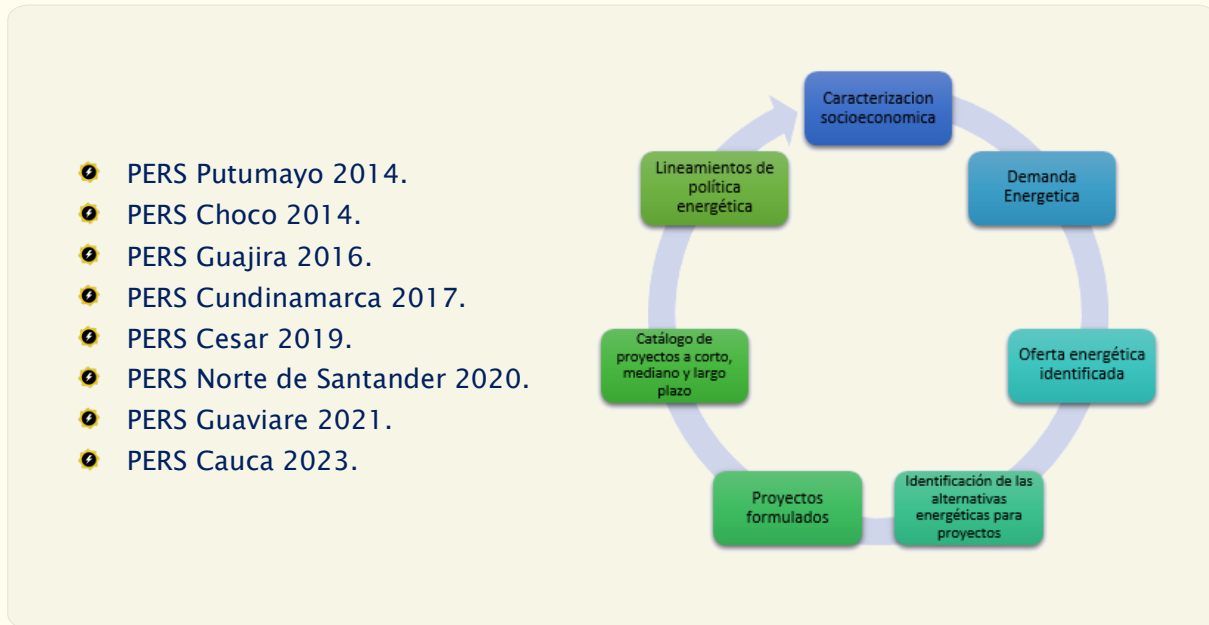 PERS Putumayo 2014.
PERS Choco 2014.
PERS Guajira 2016.
PERS Cundinamarca 2017.
PERS Cesar 2019.
PERS Norte de Santander 2020.
PERS Guaviare 2021.
PERS Cauca 2023.
Caracterizacion
socioeconomica
Demanda
Energetica
Oferta energética
identificada
Identificación de las
alternativas
energéticas para
proyectos
Proyectos
formulados
Catálogo de
proyectos a corto,
mediano y largo
plazo
Lineamientos de
política
energética